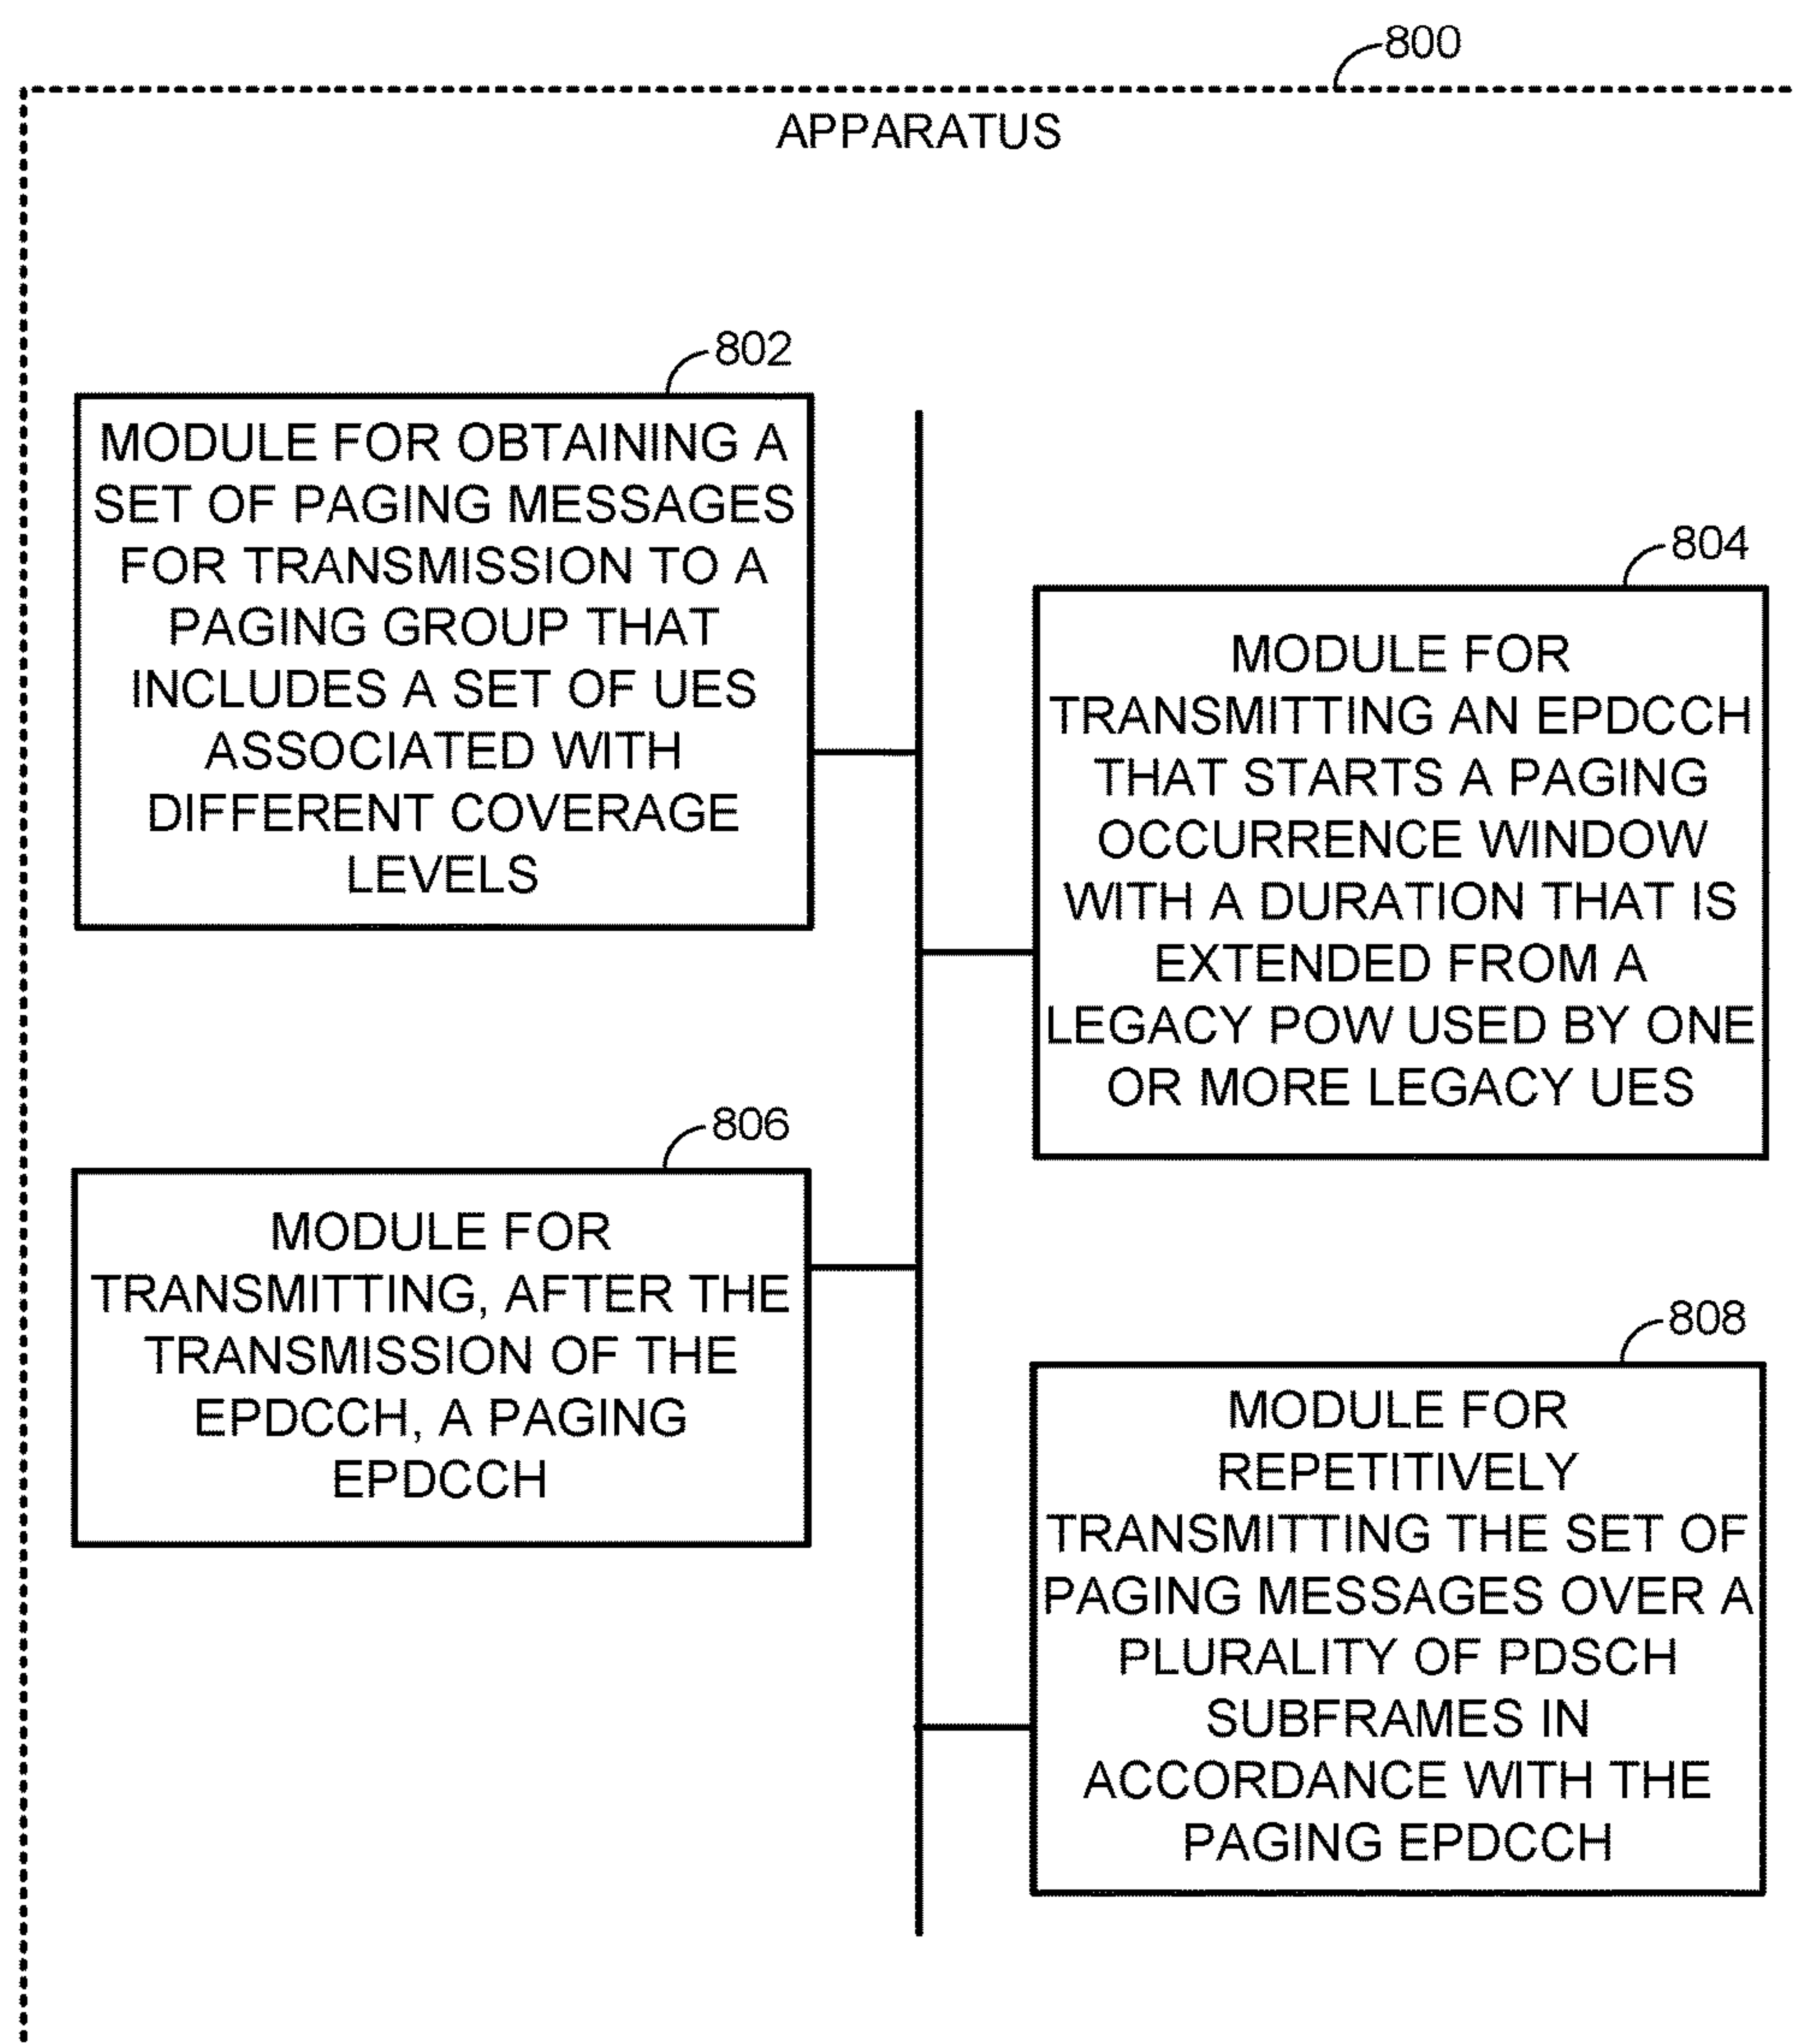 800
APPARATUS
802
MODULE FOR OBTAINING A
SET OF PAGING MESSAGES
FOR TRANSMISSION TO A
PAGING GROUP THAT
INCLUDES A SET OF UES
ASSOCIATED WITH
DIFFERENT COVERAGE
LEVELS
804
MODULE FOR
TRANSMITTING AN EPDCCH
THAT STARTS A PAGING
OCCURRENCE WINDOW
WITH A DURATION THAT IS
EXTENDED FROM A
LEGACY POW USED BY ONE
OR MORE LEGACY UES
806
MODULE FOR
TRANSMITTING, AFTER THE
TRANSMISSION OF THE
EPDCCH, A PAGING
EPDCCH
808
MODULE FOR
REPETITIVELY
TRANSMITTING THE SET OF
PAGING MESSAGES OVER A
PLURALITY OF PDSCH
SUBFRAMES IN
ACCORDANCE WITH THE
PAGING EPDCCH